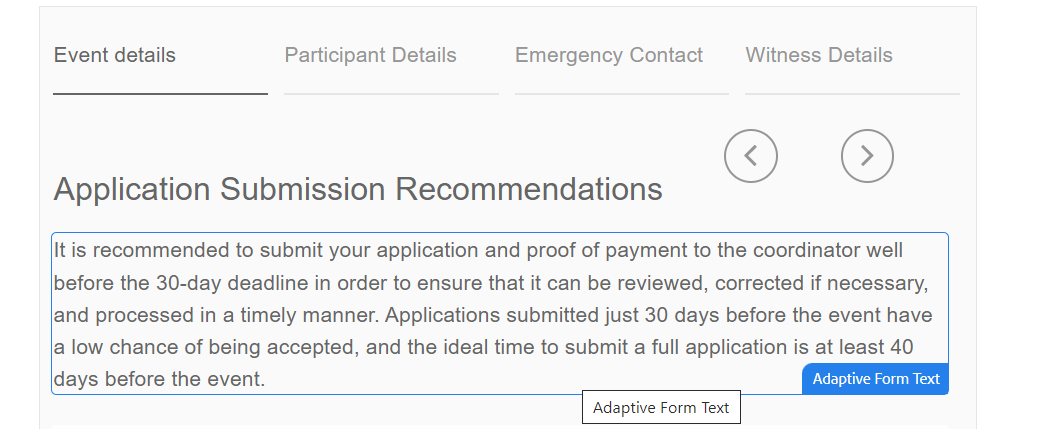 Event details
Participant Details
Emergency Contact
Witness Details
Application Submission Recommendations
It is recommended to submit your application and proof of payment to the coordinator well
before the 30-day deadline in order to ensure that it can be reviewed, corrected if necessary,
and processed in a timely manner. Applications submitted just 30 days before the event have
a low chance of being accepted, and the ideal time to submit a full application is at least 40
days before the event.
Adaptive Form Text
Adaptive Form Text